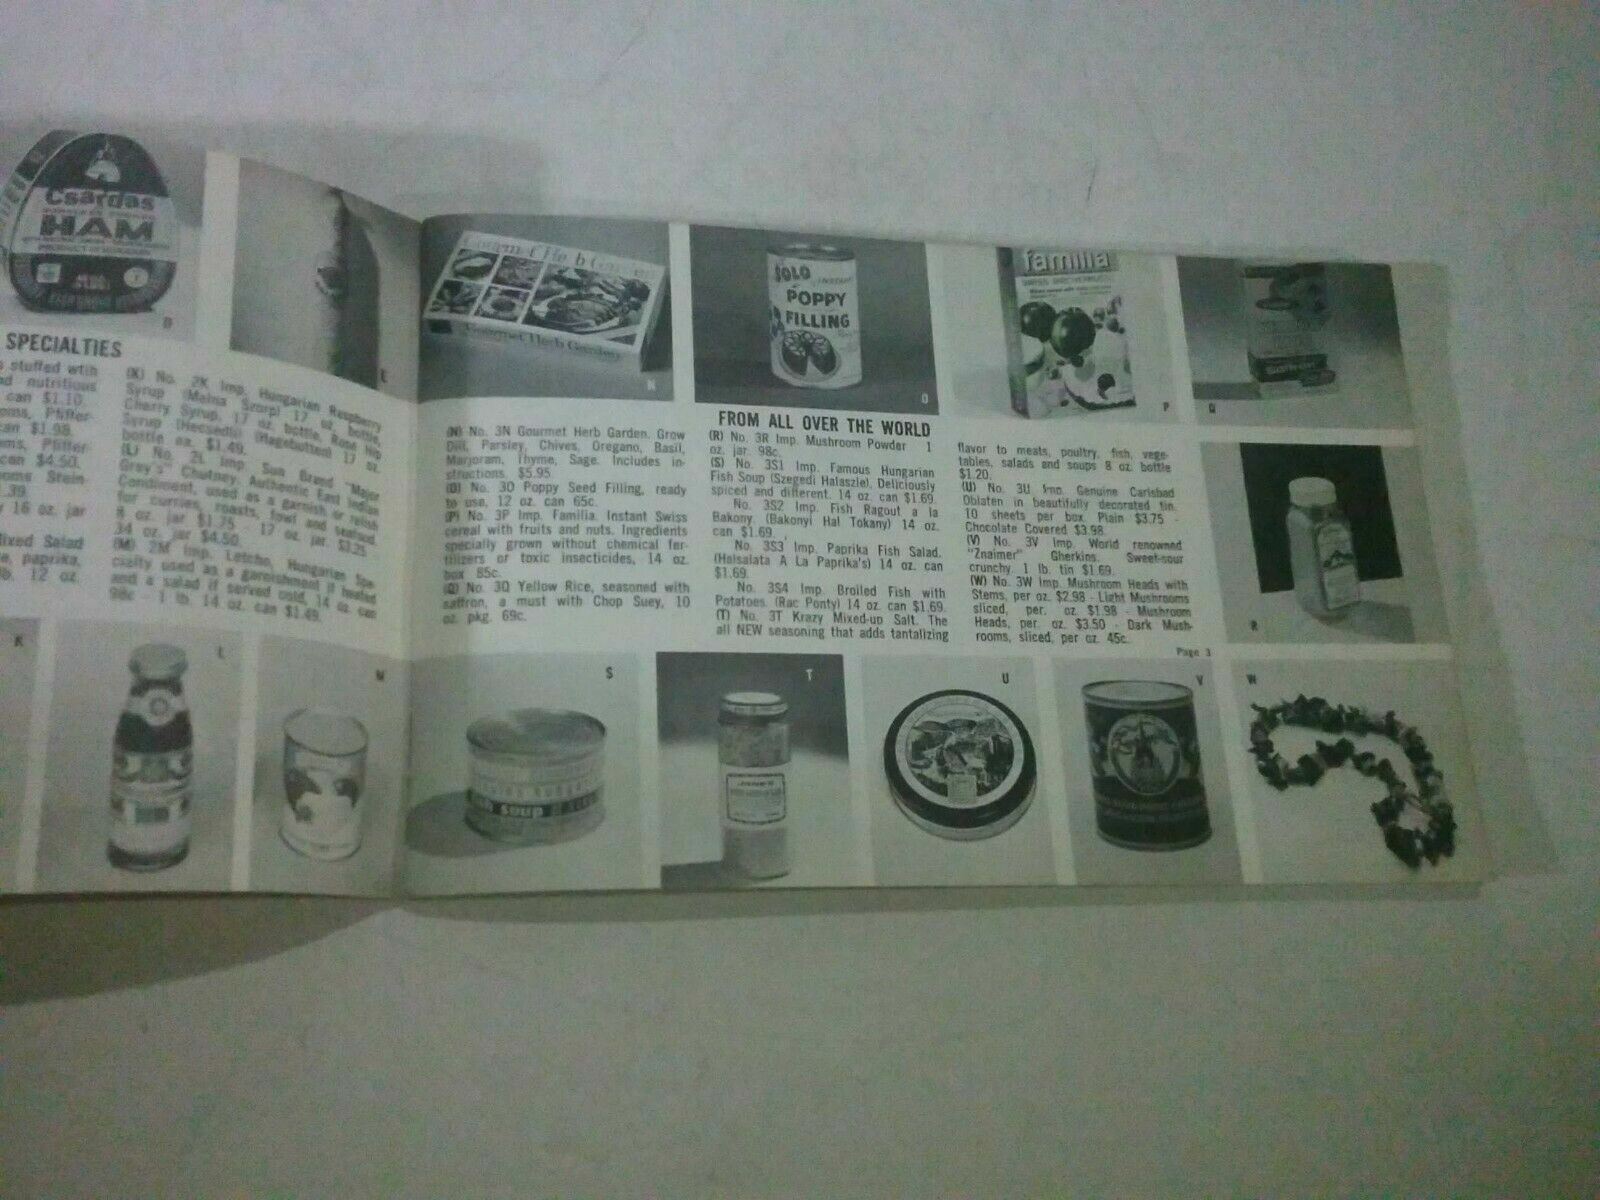 Csardas
HAM
D
E
SPECIALTIES
stuffed wtih
nutritious
can $1.10.
Pfiffer-
can $1.98.
Pfiffer
can $4.50.
Stein
16 oz. jar
Mixed Salad
paprika,
12 oz.
(K) No. 2K Imp. Hungarian Raspberry
Syrup (Malna Szorp) 17 oz. bottle,
Cherry Syrup, 17 oz. bottle, Rose Hip
Syrup (Hecsedli) (Hagebutten) 17 oz.
bottle ea. $1.49.
(L) No. 2L Imp. Sun Brand "Major
Grey's" Chutney, Authentic East Indian
Condiment, used as a garnish or relish
for curries, roasts, fowl and seafood.
8 oz. jar $1.75 - 17 oz. jar $3.25
34 oz. jar $4.50.
(M) 2M Imp. Letcho, Hungarian Spe-
cialty used as a garnishment if heated
and a salad if served cold, 14 oz. can
98c - 1 lb. 14 oz. can $1.49.
K
L
M
Gourmet Herb Garden
Gourmet Herb Garden
N
SOLO
POPPY
FILLING
O
familia
P
Q
(N) No. 3N Gourmet Herb Garden. Grow
Dill, Parsley, Chives, Oregano, Basil,
Marjoram, Thyme, Sage. Includes in-
structions. $5.95.
(O) No. 3O Poppy Seed Filling, ready
to use, 12 oz. can 65c.
(P) No. 3P Imp. Familia. Instant Swiss
cereal with fruits and nuts. Ingredients
specially grown without chemical fer-
tilizers or toxic insecticides, 14 oz.
box 85c.
(Q) No. 3Q Yellow Rice, seasoned with
saffron, a must with Chop Suey, 10
oz. pkg. 69c.
FROM ALL OVER THE WORLD
(R) No. 3R Imp. Mushroom Powder 1
oz. jar. 98c.
(S) No. 3S1 Imp. Famous Hungarian
Fish Soup (Szegedi Halaszle). Deliciously
spiced and different. 14 oz. can $1.69.
No. 3S2 Imp. Fish Ragout a la
Bakony. (Bakonyi Hal Tokany) 14 oz.
can $1.69.
No. 3S3 Imp. Paprika Fish Salad.
(Halsalata A La Paprika's) 14 oz. can
$1.69.
No. 3S4 Imp. Broiled Fish with
Potatoes. (Rac Ponty) 14 oz. can $1.69.
(T) No. 3T Krazy Mixed-up Salt. The
all NEW seasoning that adds tantalizing
flavor to meats, poultry, fish, vege-
tables, salads and soups 8 oz. bottle
$1.20.
(U) No. 3U Imp. Genuine Carlsbad
Oblaten in beautifully decorated tin.
10 sheets per box. Plain $3.75 -
Chocolate Covered $3.98.
(V) No. 3V Imp. World renowned
"Znaimer" Gherkins. Sweet-sour
crunchy. 1 lb. tin $1.69.
(W) No. 3W Imp. Mushroom Heads with
Stems, per oz. $2.98 - Light Mushrooms
sliced, per. oz. $1.98 - Mushroom
Heads, per oz. $3.50 - Dark Mush-
rooms, sliced, per oz. 45c.
Page 3
R
S
soup
T
U
V
W